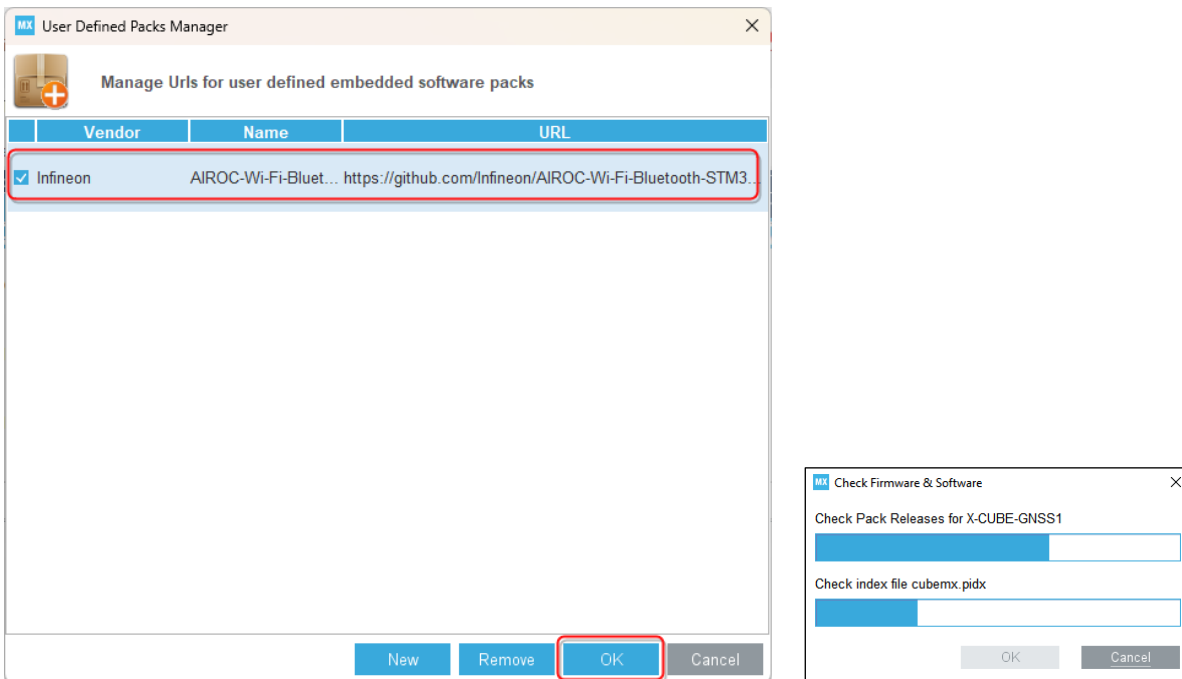 MX User Defined Packs Manager
Manage Urls for user defined embedded software packs
Vendor Name URL
Infineon AIROC-Wi-Fi-Bluet... https://github.com/Infineon/AIROC-Wi-Fi-Bluetooth-STM3...
New Remove OK Cancel
MX Check Firmware & Software
Check Pack Releases for X-CUBE-GNSS1
Check index file cubemx.pidx
OK Cancel